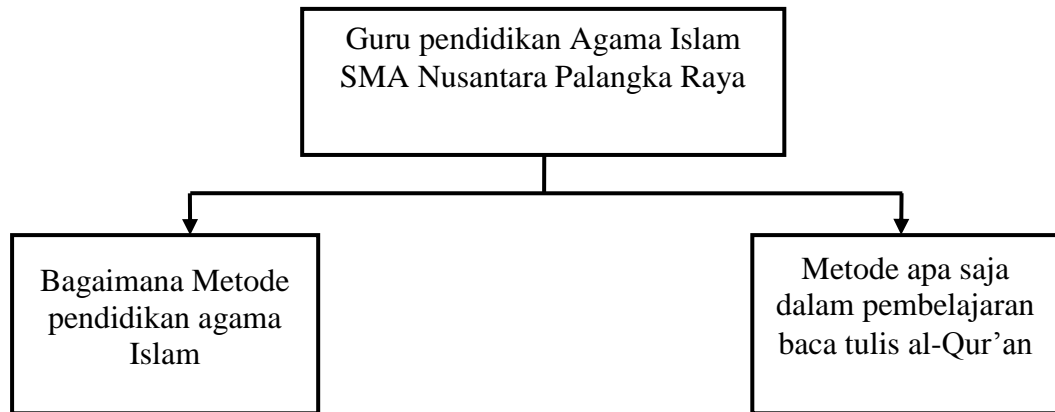 Guru pendidikan Agama Islam
SMA Nusantara Palangka Raya
Bagaimana Metode
pendidikan agama
Islam
Metode apa saja
dalam pembelajaran
baca tulis al-Qur’an